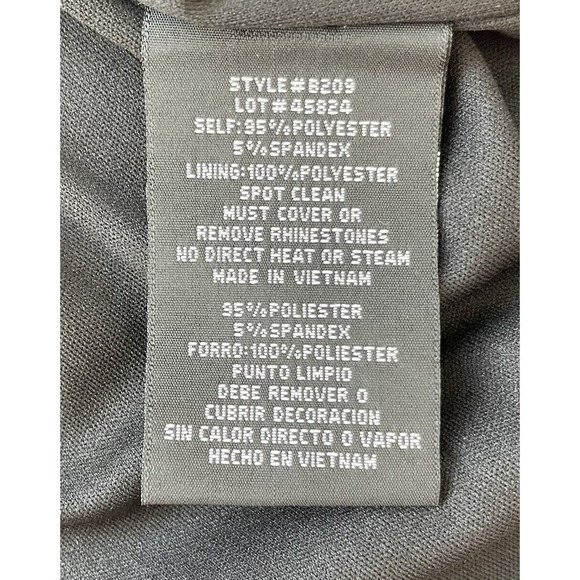 STYLE#B209
LOT#45824
SELF:95%POLYESTER
5%SPANDEX
LINING:100%POLYESTER
SPOT CLEAN
MUST COVER OR
REMOVE RHINESTONES
NO DIRECT HEAT OR STEAM
MADE IN VIETNAM
95%POLIESTER
5%SPANDEX
FORRO:100%POLIESTER
PUNTO LIMPIO
DEBE REMOVER O
CUBRIR DECORACION
SIN CALOR DIRECTO O VAPOR
HECHO EN VIETNAM